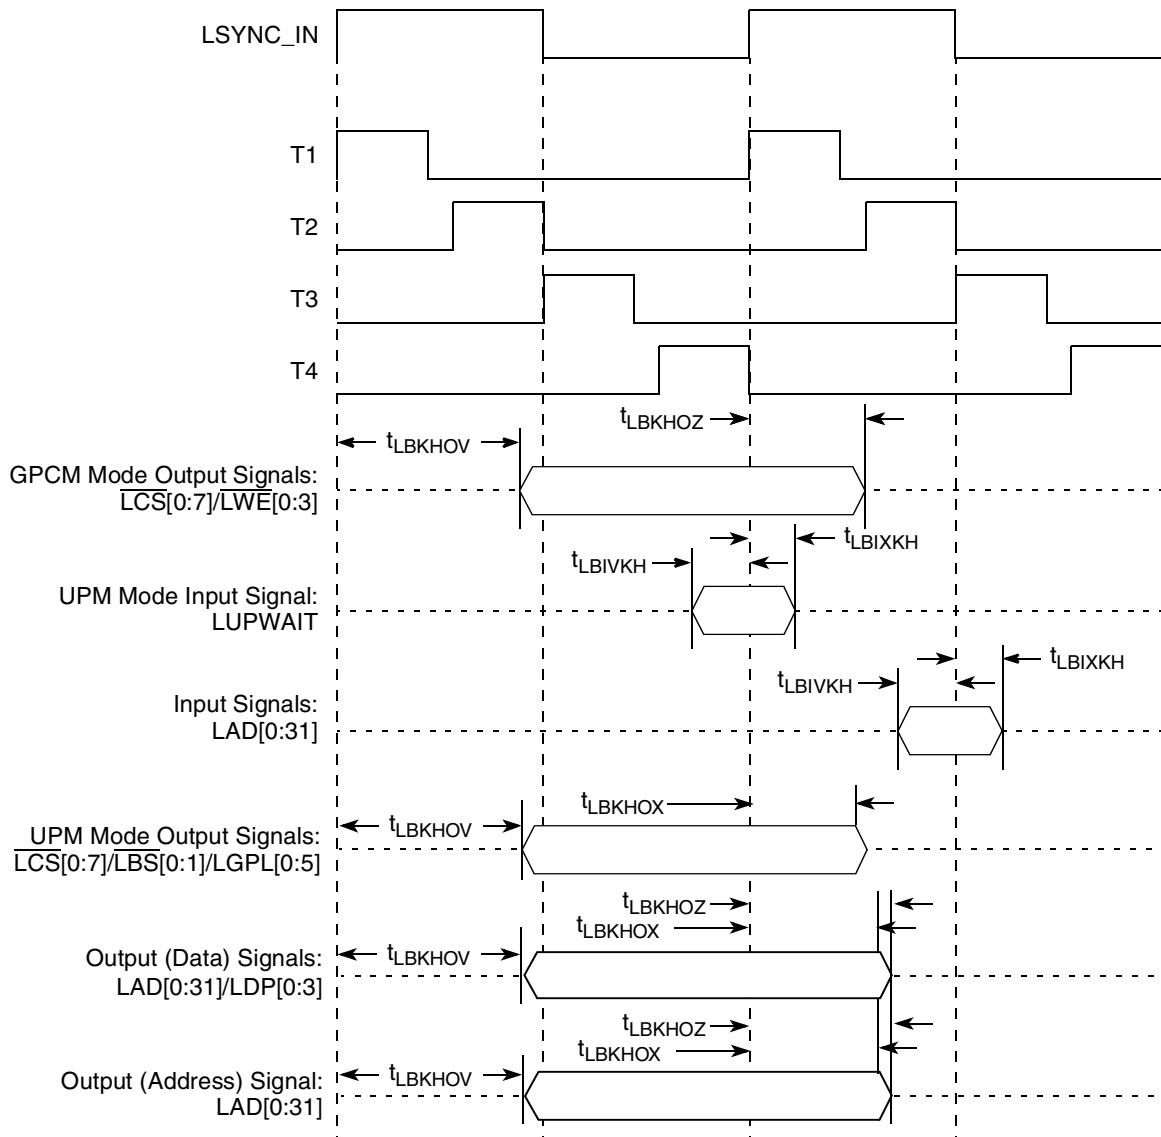 LSYNC_IN
T1
T2
T3
T4
tLBKHOZ
tLBKHOV
GPCM Mode Output Signals:
LCS[0:7]/LWE[0:3]
tLBIXKH
tLBIVKH
UPM Mode Input Signal:
LUPWAIT
tLBIXKH
tLBIVKH
Input Signals:
LAD[0:31]
tLBKHOX
tLBKHOV
UPM Mode Output Signals:
LCS[0:7]/LBS[0:1]/LGPL[0:5]
tLBKHOZ
tLBKHOX
tLBKHOV
Output (Data) Signals:
LAD[0:31]/LDP[0:3]
tLBKHOZ
tLBKHOX
tLBKHOV
Output (Address) Signal:
LAD[0:31]